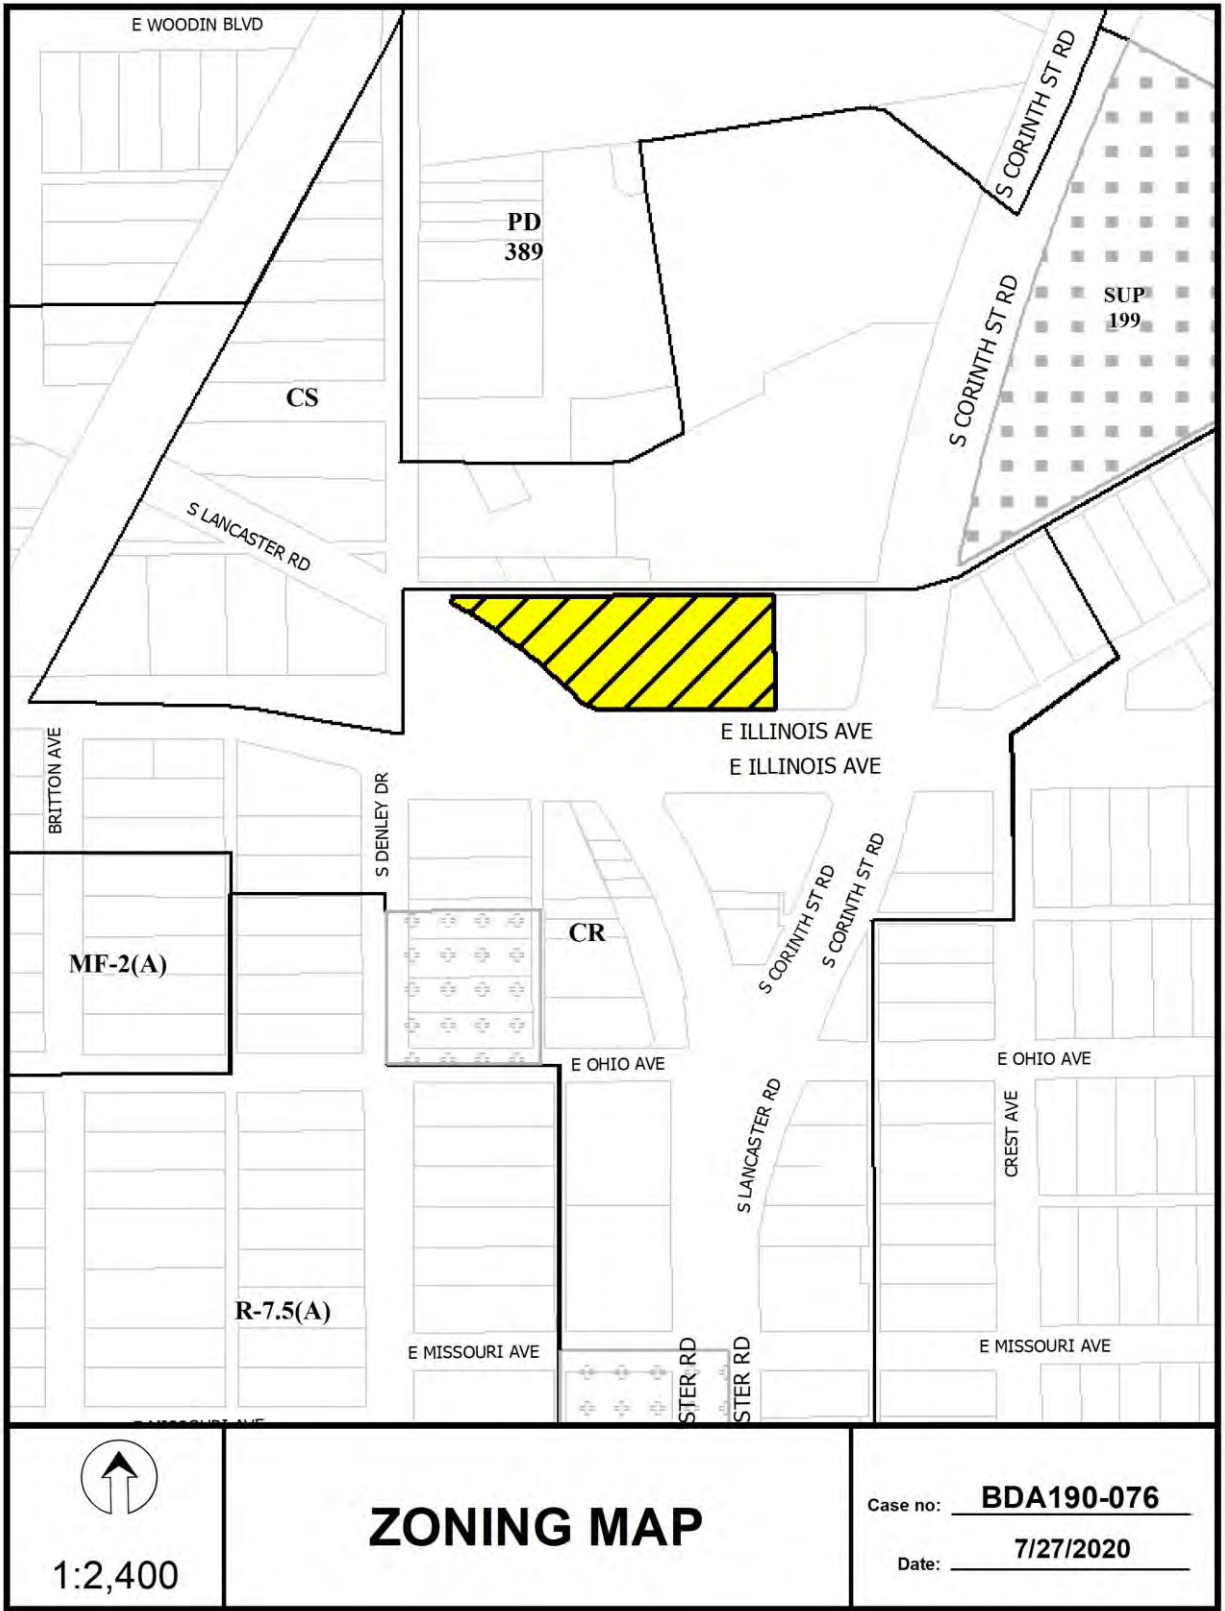 E WOODIN BLVD
S CORINTH ST RD
PD
389
SUP
199
S CORINTH ST RD
CS
S LANCASTER RD
E ILLINOIS AVE
E ILLINOIS AVE
BRITTON AVE
S DENLEY DR
S CORINTH ST RD
S CORINTH ST RD
CR
MF-2(A)
E OHIO AVE
E OHIO AVE
S LANCASTER RD
CREST AVE
R-7.5(A)
E MISSOURI AVE
E MISSOURI AVE
STER RD
STER RD
E MISSOURI AVE
1:2,400
ZONING MAP
Case no: BDA190-076
Date: 7/27/2020